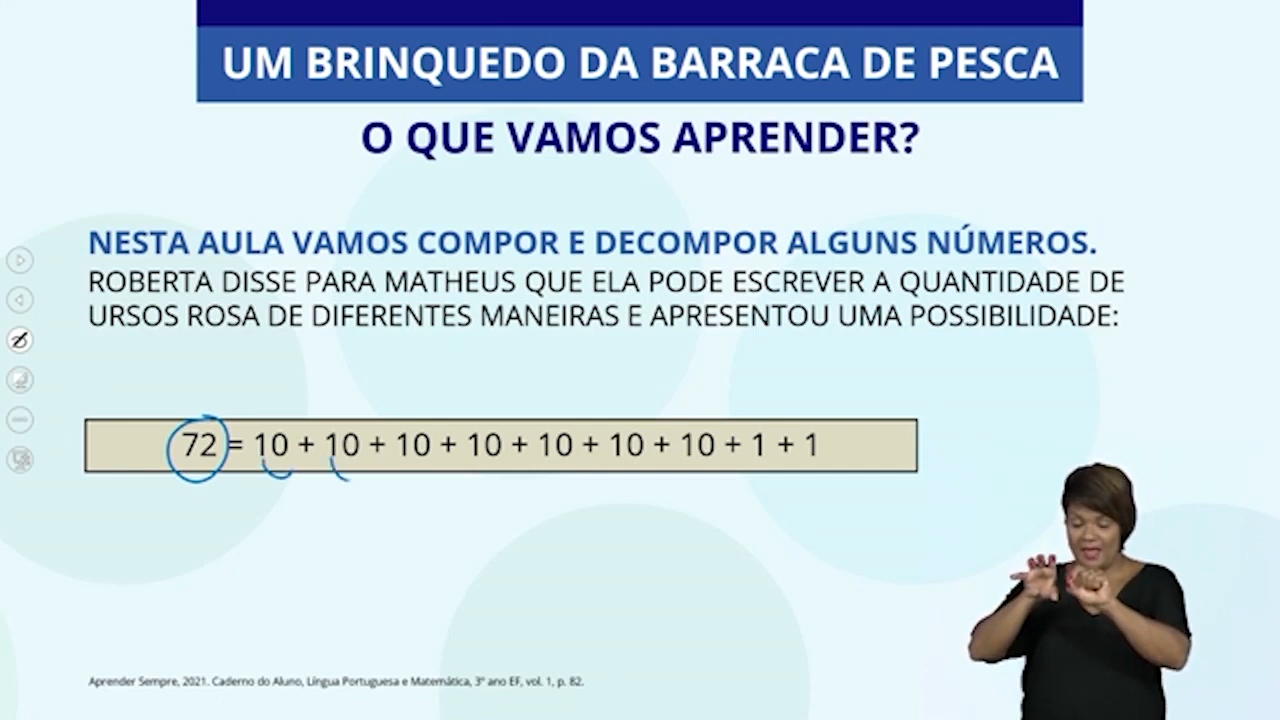 UM BRINQUEDO DA BARRACA DE PESCA
O QUE VAMOS APRENDER?
NESTA AULA VAMOS COMPOR E DECOMPOR ALGUNS NÚMEROS.
ROBERTA DISSE PARA MATHEUS QUE ELA PODE ESCREVER A QUANTIDADE DE
URSOS ROSA DE DIFERENTES MANEIRAS E APRESENTOU UMA POSSIBILIDADE:
72 = 10 + 10 + 10 + 10 + 10 + 10 + 10 + 1 + 1
Aprender Sempre, 2021. Caderno do Aluno, Língua Portuguesa e Matemática, 3º ano EF, vol. 1, p. 82.